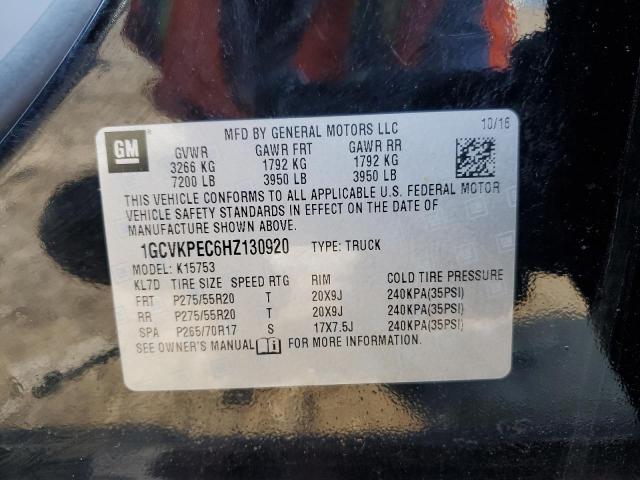 GM
MFD BY GENERAL MOTORS LLC 10/16
GVWR GAWR FRT GAWR RR
3266 KG 1792 KG 1792 KG
7200 LB 3950 LB 3950 LB
THIS VEHICLE CONFORMS TO ALL APPLICABLE U.S. FEDERAL MOTOR
VEHICLE SAFETY STANDARDS IN EFFECT ON THE DATE OF
MANUFACTURE SHOWN ABOVE.
1GCVKPEC6HZ130920 TYPE: TRUCK
MODEL: K15753
KL7D TIRE SIZE SPEED RTG RIM COLD TIRE PRESSURE
FRT P275/55R20 T 20X9J 240KPA(35PSI)
RR P275/55R20 T 20X9J 240KPA(35PSI)
SPA P265/70R17 S 17X7.5J 240KPA(35PSI)
SEE OWNER'S MANUAL FOR MORE INFORMATION.